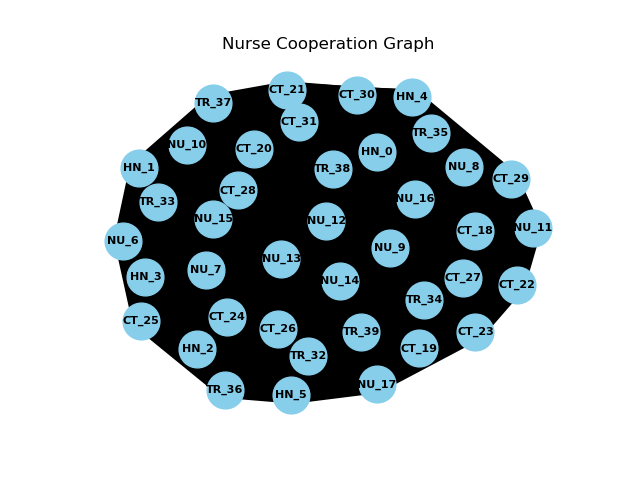 Nurse Cooperation Graph
CT_21
CT_30
HN_4
TR_37
CT_31
TR_35
NU_10
CT_20
HN_0
HN_1
TR_38
NU_8
CT_29
CT_28
TR_33
NU_16
NU_15
NU_12
NU_11
CT_18
NU_6
NU_9
NU_13
NU_7
HN_3
CT_27
NU_14
CT_22
TR_34
CT_24
CT_25
CT_26
TR_39
CT_23
HN_2
CT_19
TR_32
NU_17
TR_36
HN_5